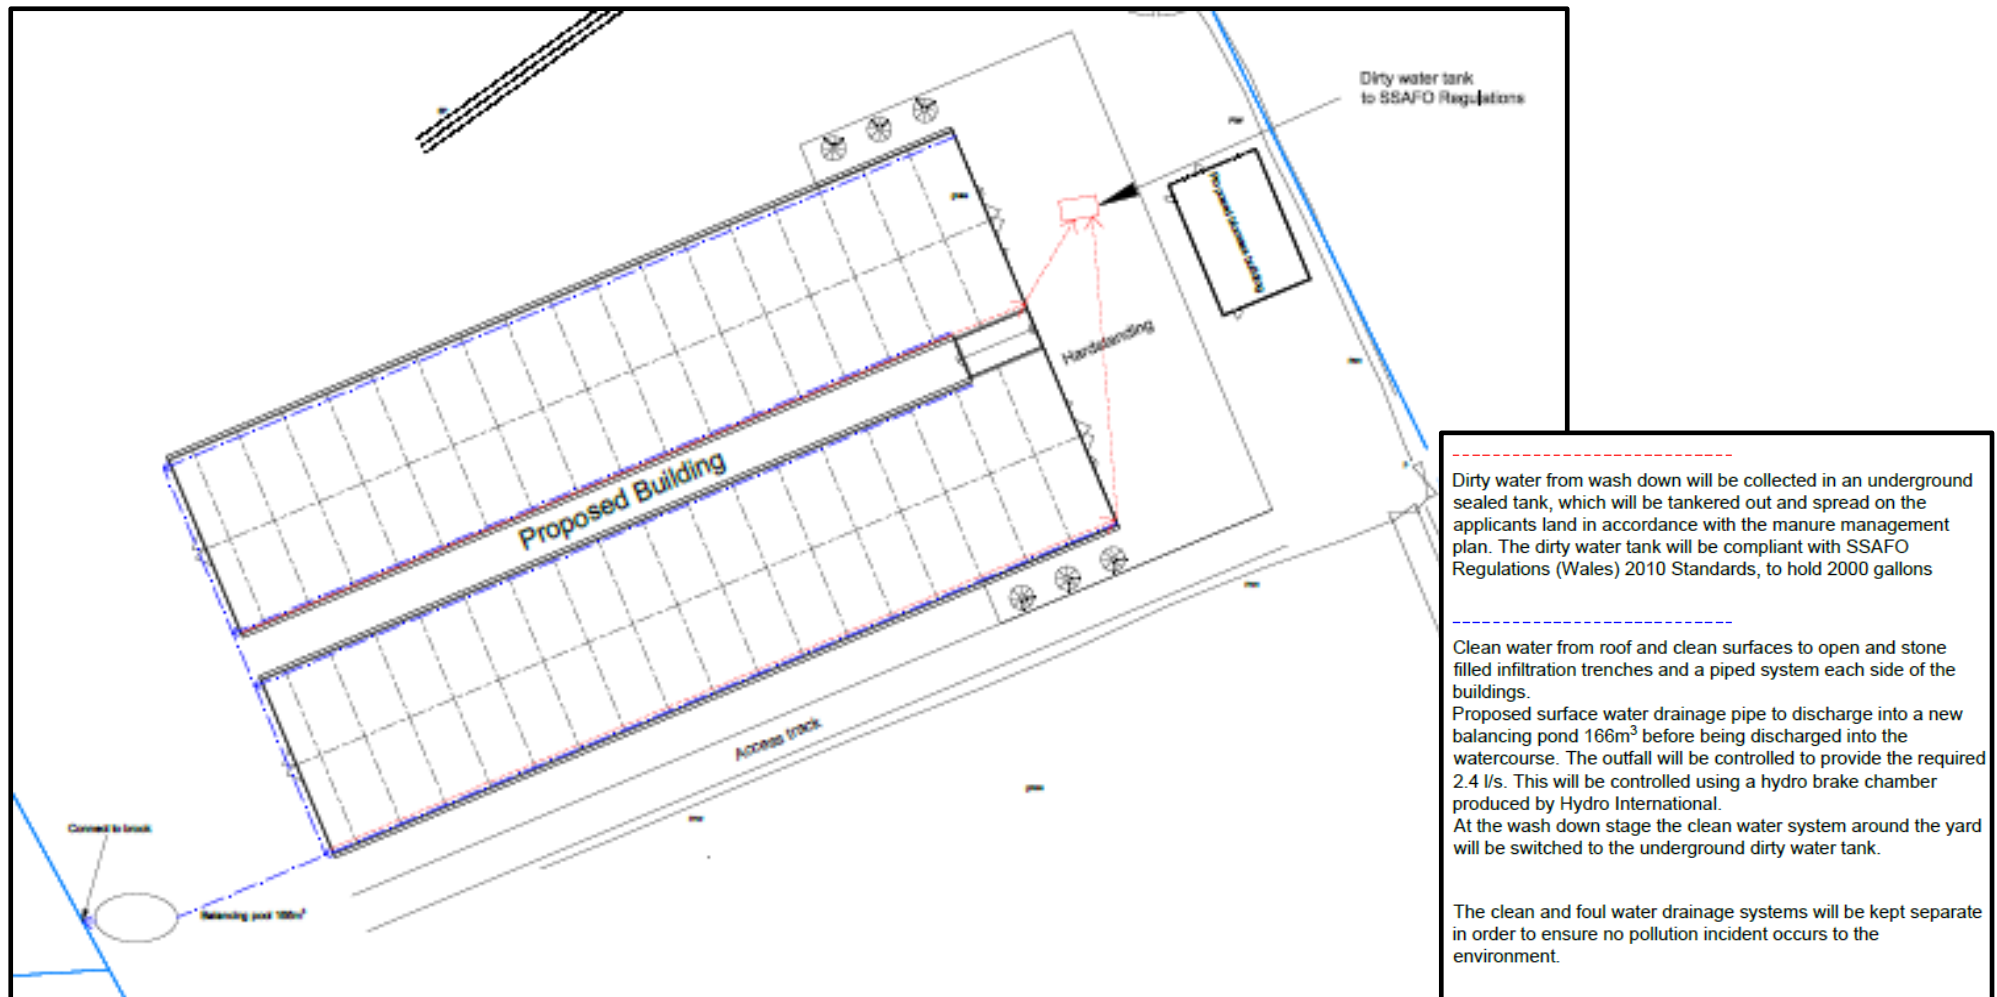 Dirty water tank
to SSAFO Regulations
Proposed biomass building
Hardstanding
Proposed Building
Access track
Connect to brook
Balancing pool 166m³
Dirty water from wash down will be collected in an underground
sealed tank, which will be tankered out and spread on the
applicants land in accordance with the manure management
plan. The dirty water tank will be compliant with SSAFO
Regulations (Wales) 2010 Standards, to hold 2000 gallons
Clean water from roof and clean surfaces to open and stone
filled infiltration trenches and a piped system each side of the
buildings.
Proposed surface water drainage pipe to discharge into a new
balancing pond 166m³ before being discharged into the
watercourse. The outfall will be controlled to provide the required
2.4 l/s. This will be controlled using a hydro brake chamber
produced by Hydro International.
At the wash down stage the clean water system around the yard
will be switched to the underground dirty water tank.
The clean and foul water drainage systems will be kept separate
in order to ensure no pollution incident occurs to the
environment.